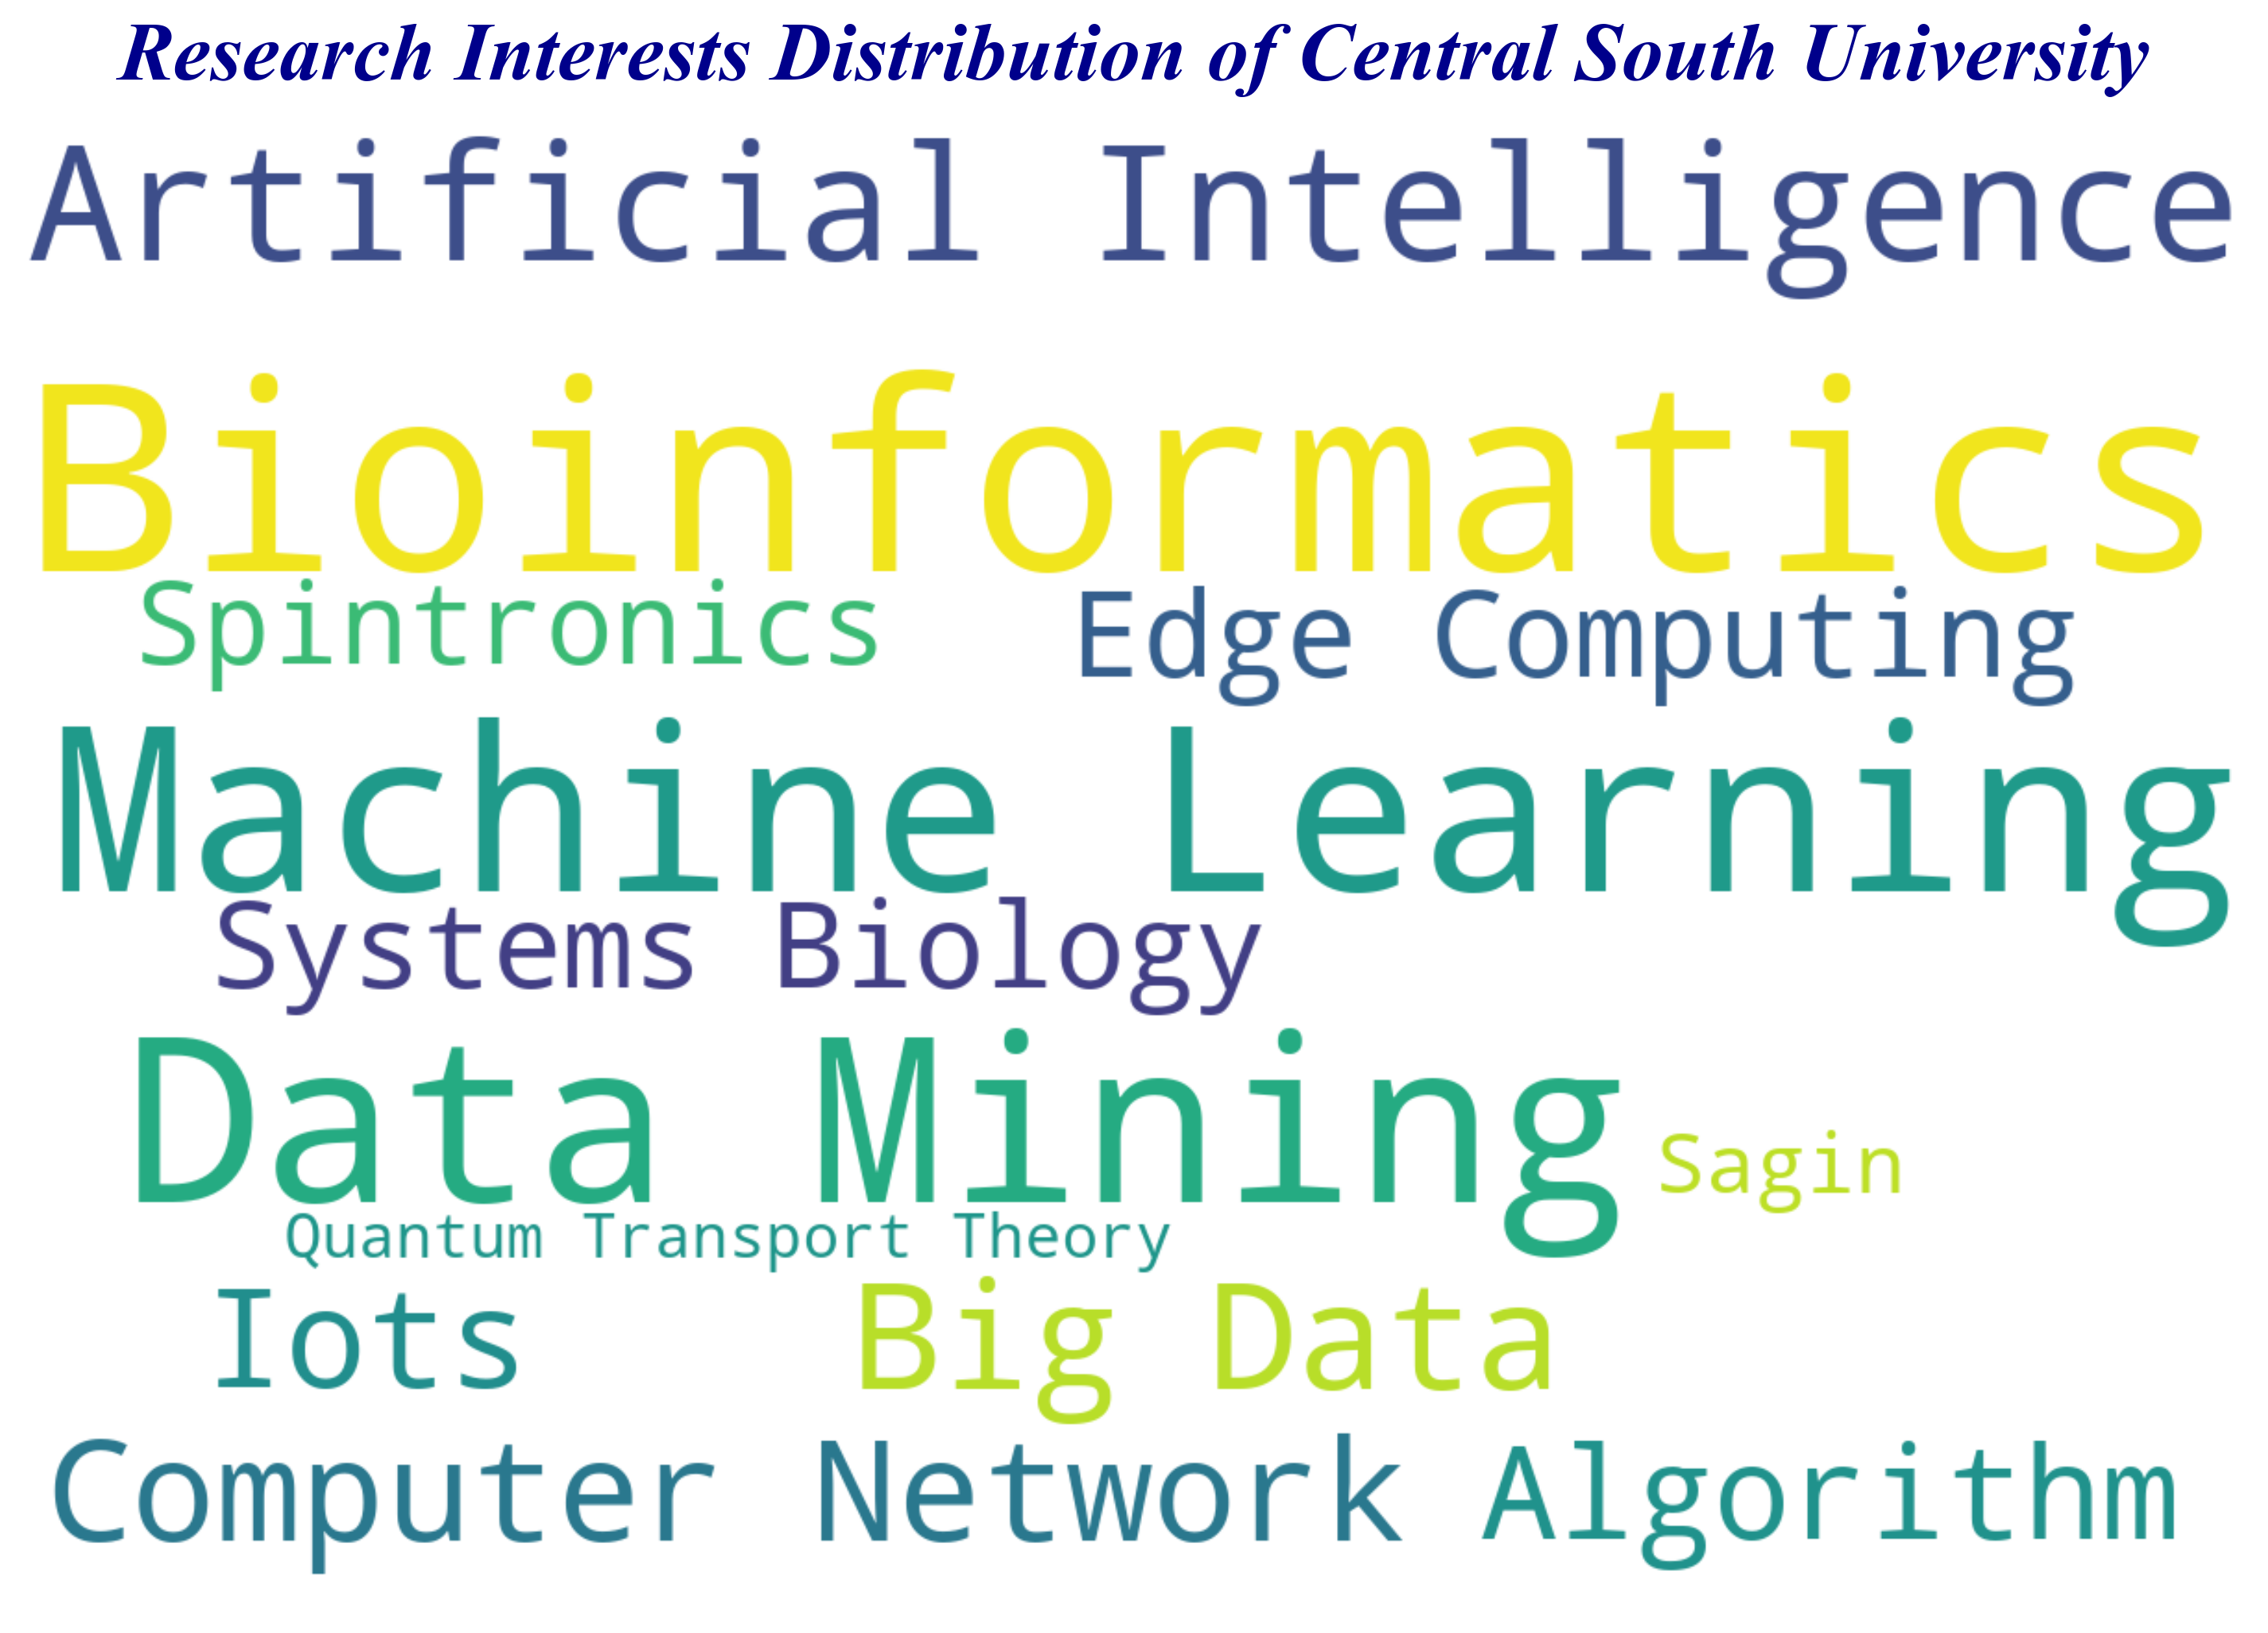 Research Interests Distribution of Central South University
Artificial Intelligence
Bioinformatics
Spintronics
Edge Computing
Machine Learning
Systems Biology
Data Mining
Sagin
Quantum Transport Theory
Iots
Big Data
Computer Network
Algorithm